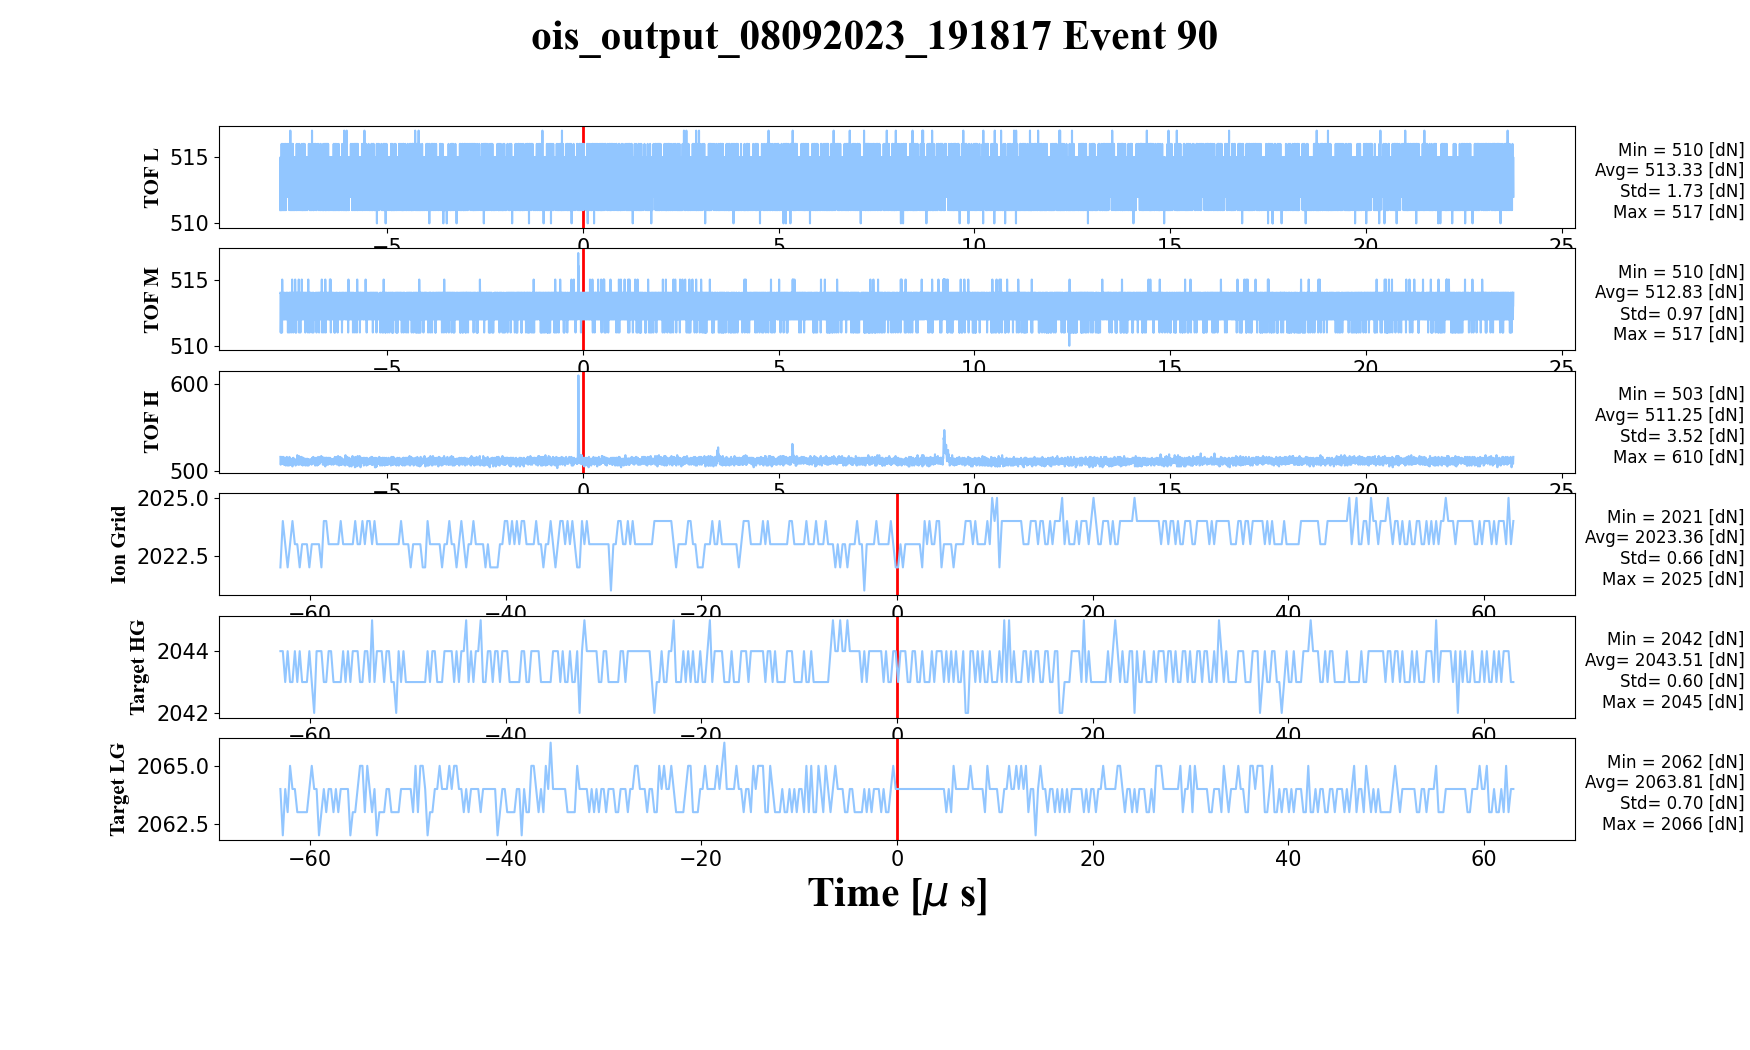 ois_output_08092023_191817 Event 90
TOF L
515
510
Min = 510 [dN]
Avg= 513.33 [dN]
Std= 1.73 [dN]
Max = 517 [dN]
−5 0 5 10 15 20 25
TOF M
515
510
Min = 510 [dN]
Avg= 512.83 [dN]
Std= 0.97 [dN]
Max = 517 [dN]
−5 0 5 10 15 20 25
TOF H
600
500
Min = 503 [dN]
Avg= 511.25 [dN]
Std= 3.52 [dN]
Max = 610 [dN]
−5 0 5 10 15 20 25
Ion Grid
2025.0
2022.5
Min = 2021 [dN]
Avg= 2023.36 [dN]
Std= 0.66 [dN]
Max = 2025 [dN]
−60 −40 −20 0 20 40 60
Target HG
2044
2042
Min = 2042 [dN]
Avg= 2043.51 [dN]
Std= 0.60 [dN]
Max = 2045 [dN]
−60 −40 −20 0 20 40 60
Target LG
2065.0
2062.5
Min = 2062 [dN]
Avg= 2063.81 [dN]
Std= 0.70 [dN]
Max = 2066 [dN]
−60 −40 −20 0 20 40 60
Time [μ s]